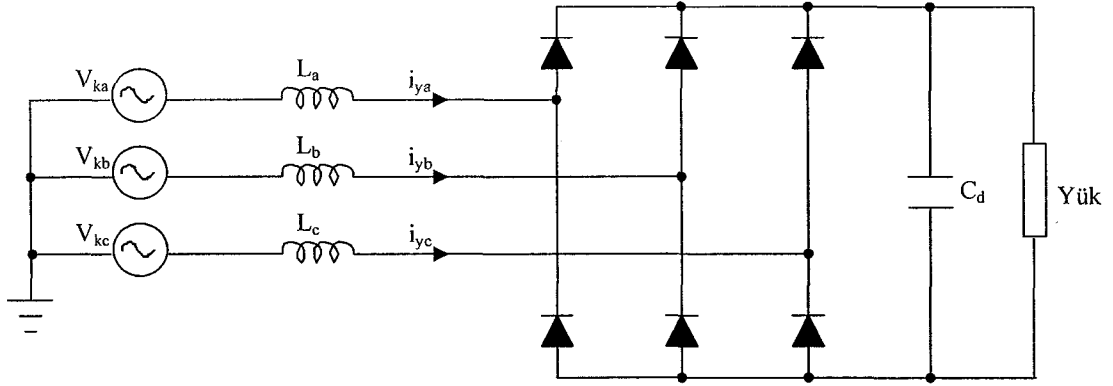 V_ka
L_a
i_ya
V_kb
L_b
i_yb
V_kc
L_c
i_yc
C_d
Yük